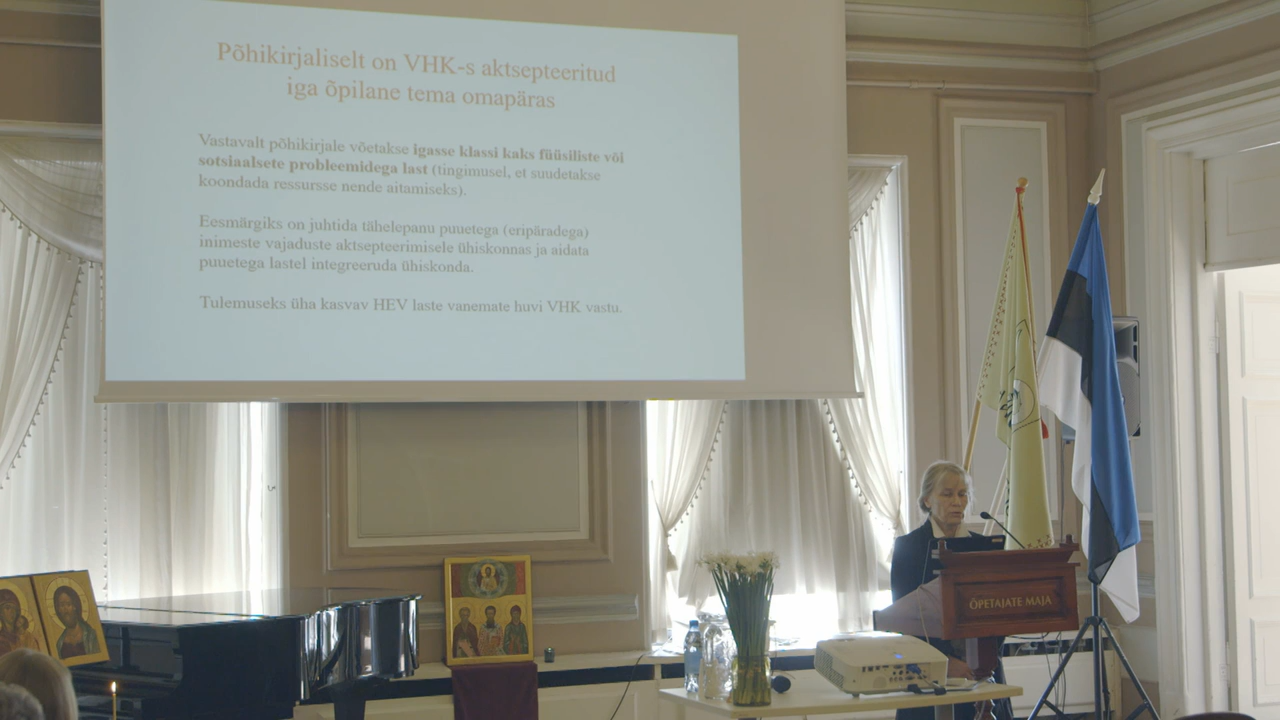 Põhikirjaliselt on VHK-s aktsepteeritud
iga õpilane tema omapäras
Vastavalt põhikirjale võetakse igasse klassi kaks füüsiliste või
sotsiaalsete probleemidega last (tingimusel, et suudetakse
koondada ressursse nende aitamiseks).
Eesmärgiks on juhtida tähelepanu puuetega (eripäradega)
inimeste vajaduste aktsepteerimisele ühiskonnas ja aidata
puuetega lastel integreeruda ühiskonda.
Tulemuseks üha kasvav HEV laste vanemate huvi VHK vastu.
ÕPETAJATE MAJA